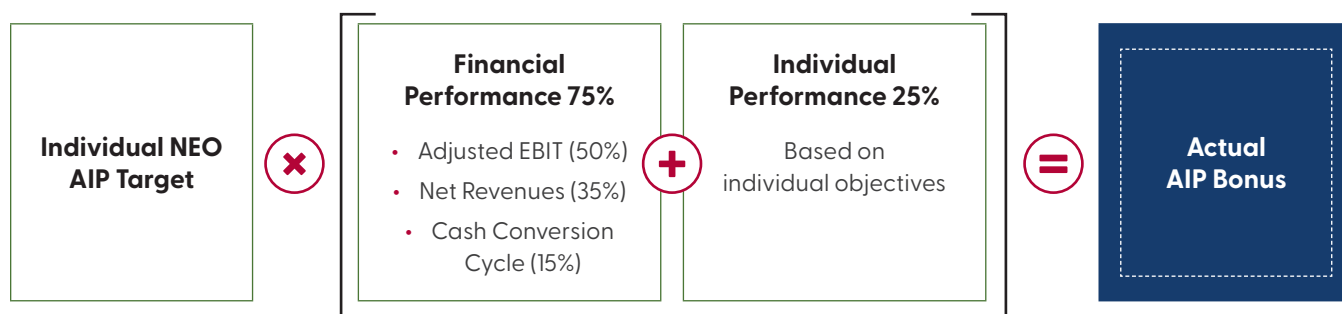 Individual NEO
AIP Target
×
Financial
Performance 75%
• Adjusted EBIT (50%)
• Net Revenues (35%)
• Cash Conversion
Cycle (15%)
+
Individual
Performance 25%
Based on
individual objectives
=
Actual
AIP Bonus